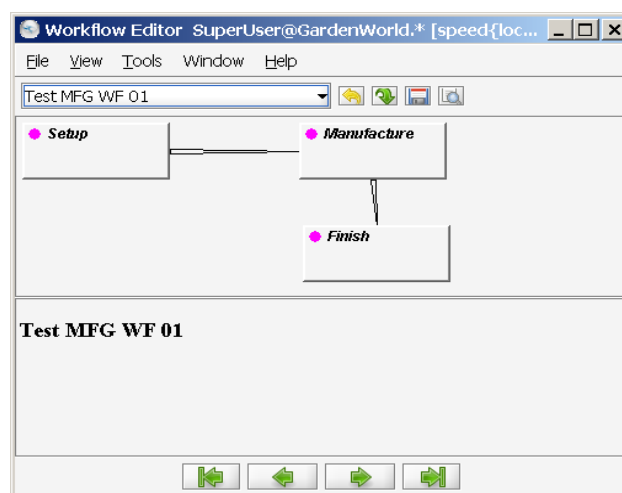 Workflow Editor SuperUser@GardenWorld.* [speed{loc...
File View Tools Window Help
Test MFG WF 01
Setup
Manufacture
Finish
Test MFG WF 01